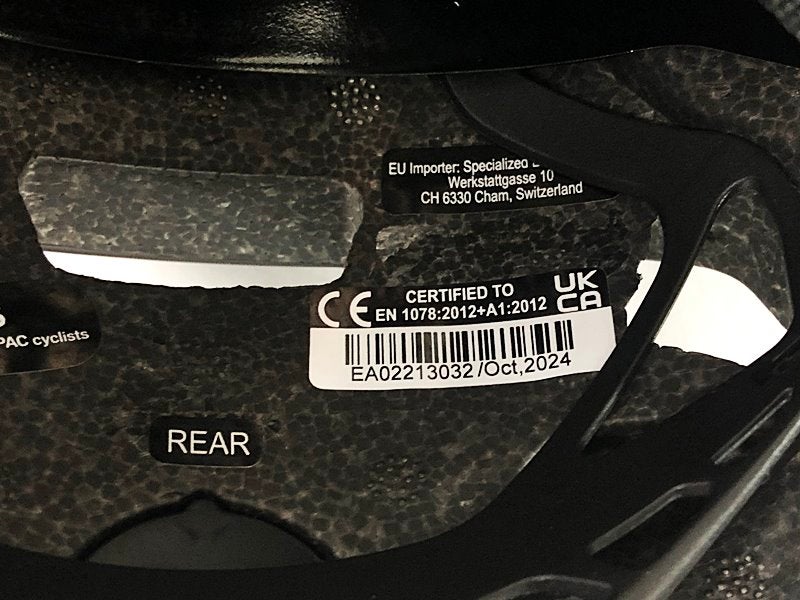 EU Importer: Specialized
Werkstattgasse 10
CH 6330 Cham, Switzerland
CE
CERTIFIED TO
EN 1078:2012+A1:2012
UK
CA
EA02213032/Oct,2024
PAC cyclists
REAR